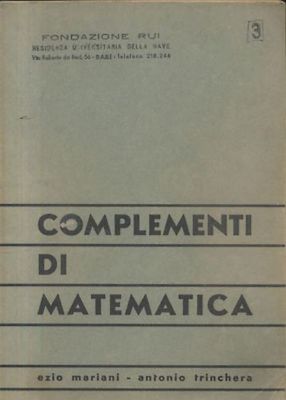 FONDAZIONE RUI
RESIDENZA UNIVERSITARIA DELLA NAVE
3
COMPLEMENTI
DI
MATEMATICA
ezio mariani - antonio trinchera